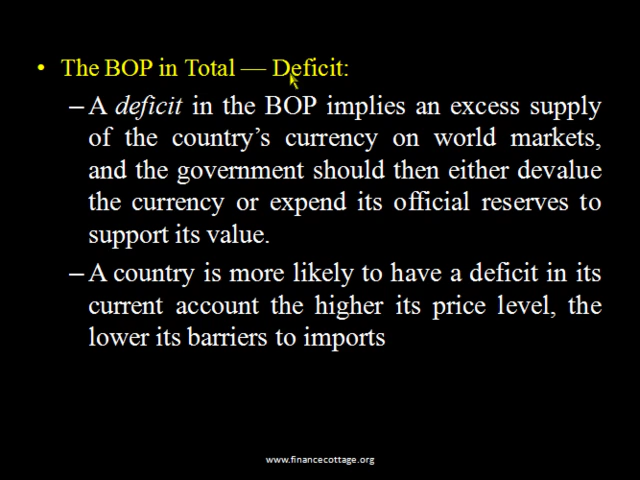 • The BOP in Total — Deficit:
– A deficit in the BOP implies an excess supply
of the country’s currency on world markets,
and the government should then either devalue
the currency or expend its official reserves to
support its value.
– A country is more likely to have a deficit in its
current account the higher its price level, the
lower its barriers to imports
www.financecottage.org